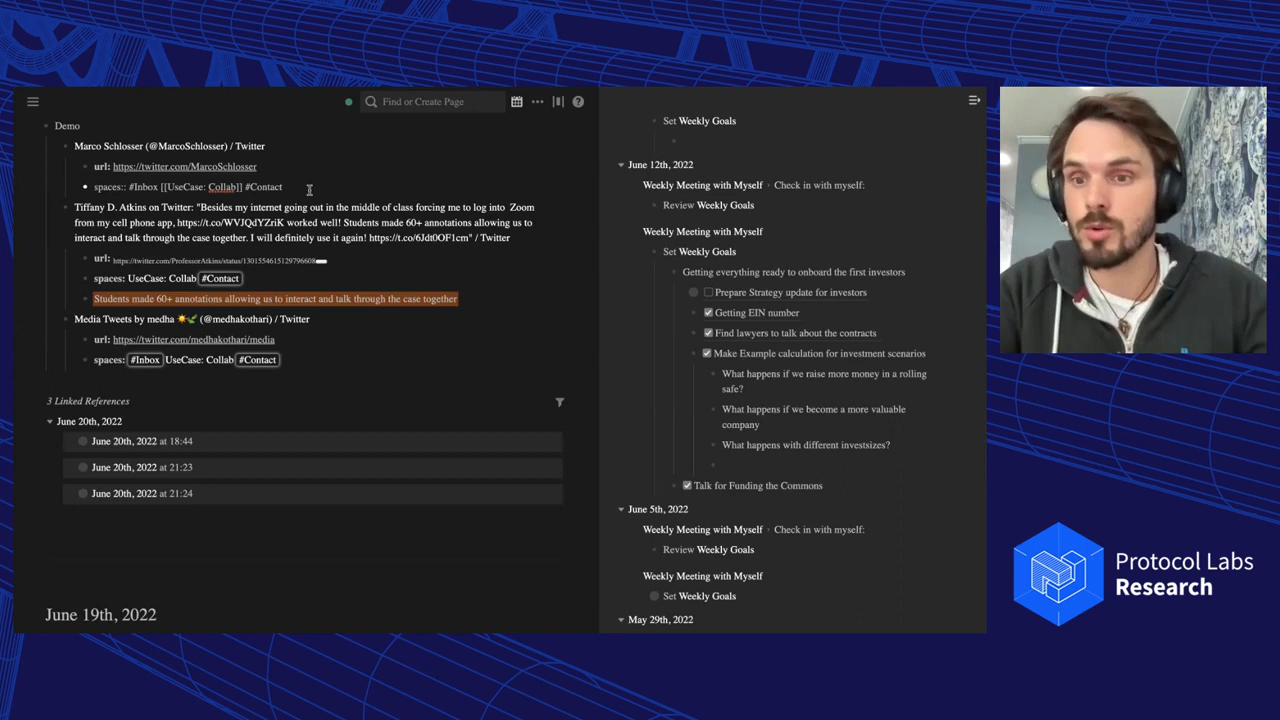 Find or Create Page
Demo
Marco Schlosser (@MarcoSchlosser) / Twitter
url: https://twitter.com/MarcoSchlosser
spaces:: #Inbox [[UseCase: Collab]] #Contact
Tiffany D. Atkins on Twitter: "Besides my internet going out in the middle of class forcing me to log into Zoom
from my cell phone app, https://t.co/WVJQdYZriK worked well! Students made 60+ annotations allowing us to
interact and talk through the case together. I will definitely use it again! https://t.co/6Jdt0OF1cm" / Twitter
url: https://twitter.com/ProfessorAtkins/status/1301554615129796608
spaces: UseCase: Collab #Contact
Students made 60+ annotations allowing us to interact and talk through the case together
Media Tweets by medha ☀️🌿 (@medhakothari) / Twitter
url: https://twitter.com/medhakothari/media
spaces: #Inbox UseCase: Collab #Contact
3 Linked References
June 20th, 2022
June 20th, 2022 at 18:44
June 20th, 2022 at 21:23
June 20th, 2022 at 21:24
June 19th, 2022
Set Weekly Goals
June 12th, 2022
Weekly Meeting with Myself › Check in with myself:
Review Weekly Goals
Weekly Meeting with Myself
Set Weekly Goals
Getting everything ready to onboard the first investors
Prepare Strategy update for investors
Getting EIN number
Find lawyers to talk about the contracts
Make Example calculation for investment scenarios
What happens if we raise more money in a rolling
safe?
What happens if we become a more valuable
company
What happens with different investsizes?
Talk for Funding the Commons
June 5th, 2022
Weekly Meeting with Myself › Check in with myself:
Review Weekly Goals
Weekly Meeting with Myself
Set Weekly Goals
May 29th, 2022
Protocol Labs
Research